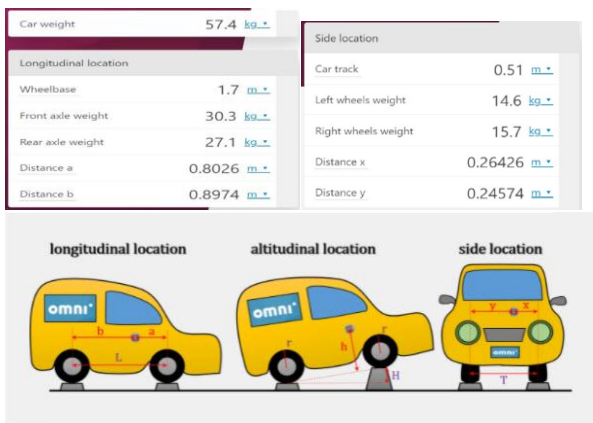 Car weight 57.4 kg
Longitudinal location
Wheelbase 1.7 m
Front axle weight 30.3 kg
Rear axle weight 27.1 kg
Distance a 0.8026 m
Distance b 0.8974 m
Side location
Car track 0.51 m
Left wheels weight 14.6 kg
Right wheels weight 15.7 kg
Distance x 0.26426 m
Distance y 0.24574 m
longitudinal location altitudinal location side location
omni
b a
L
omni
r r
h
H
y x
omni
T